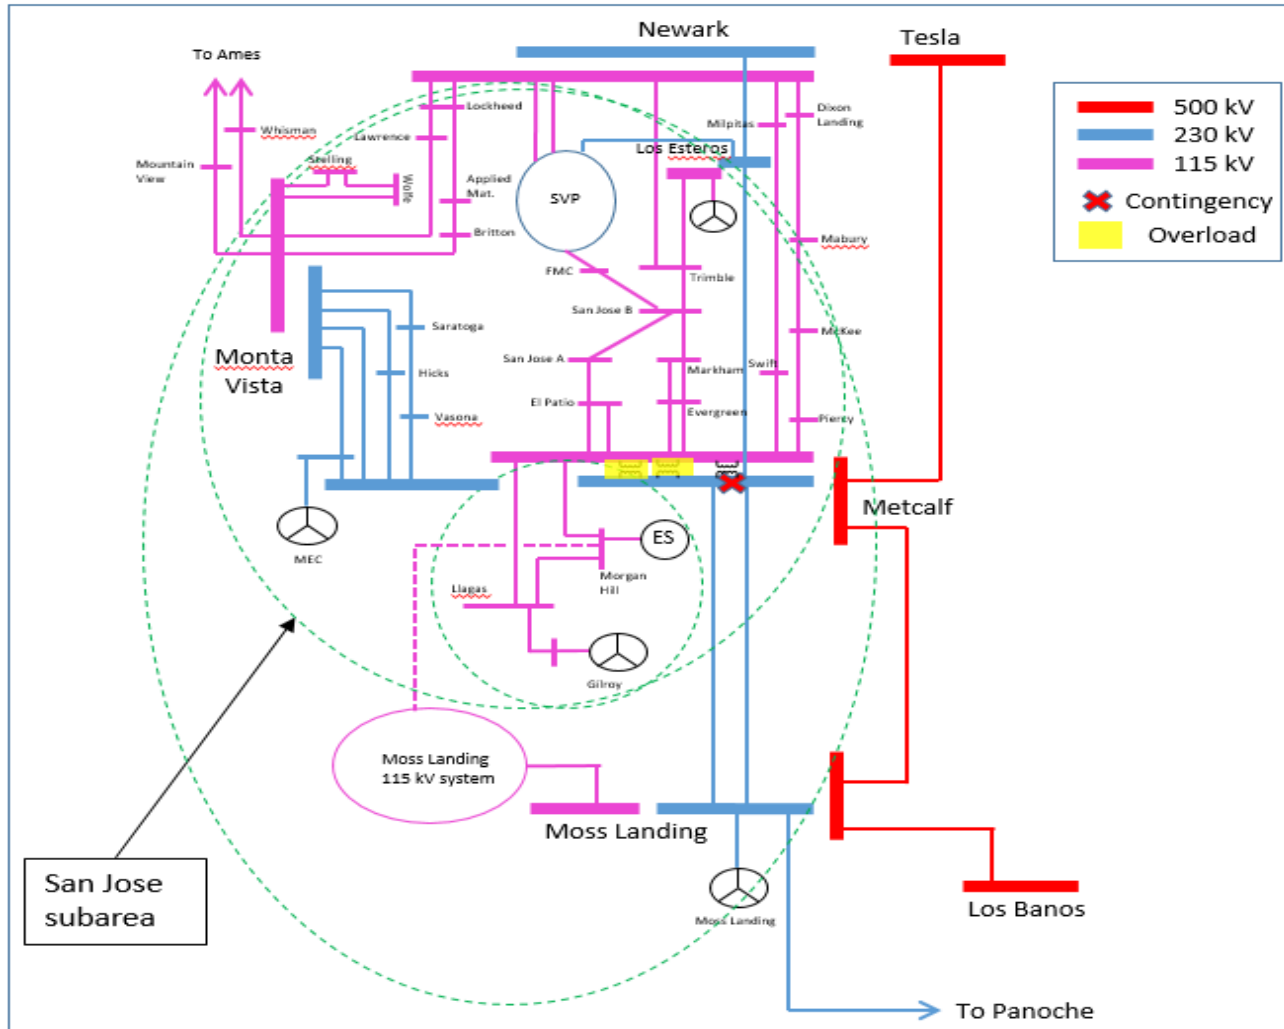 Newark
Tesla
To Ames
500 kV
230 kV
115 kV
Contingency
Overload
Lockheed
Dixon
Landing
Whisman
Lawrence
Milpitas
Los Esteros
Mountain
View
Stelling
Wolfe
Applied
Mat.
SVP
Britton
Mabury
FMC
Trimble
San Jose B
Saratoga
McKee
Monta
Vista
San Jose A
Markham
Swift
Hicks
El Patio
Evergreen
Vasona
Piercy
Metcalf
MEC
ES
Morgan
Hill
Llagas
Gilroy
Moss Landing
115 kV system
Moss Landing
San Jose
subarea
Moss Landing
Los Banos
To Panoche